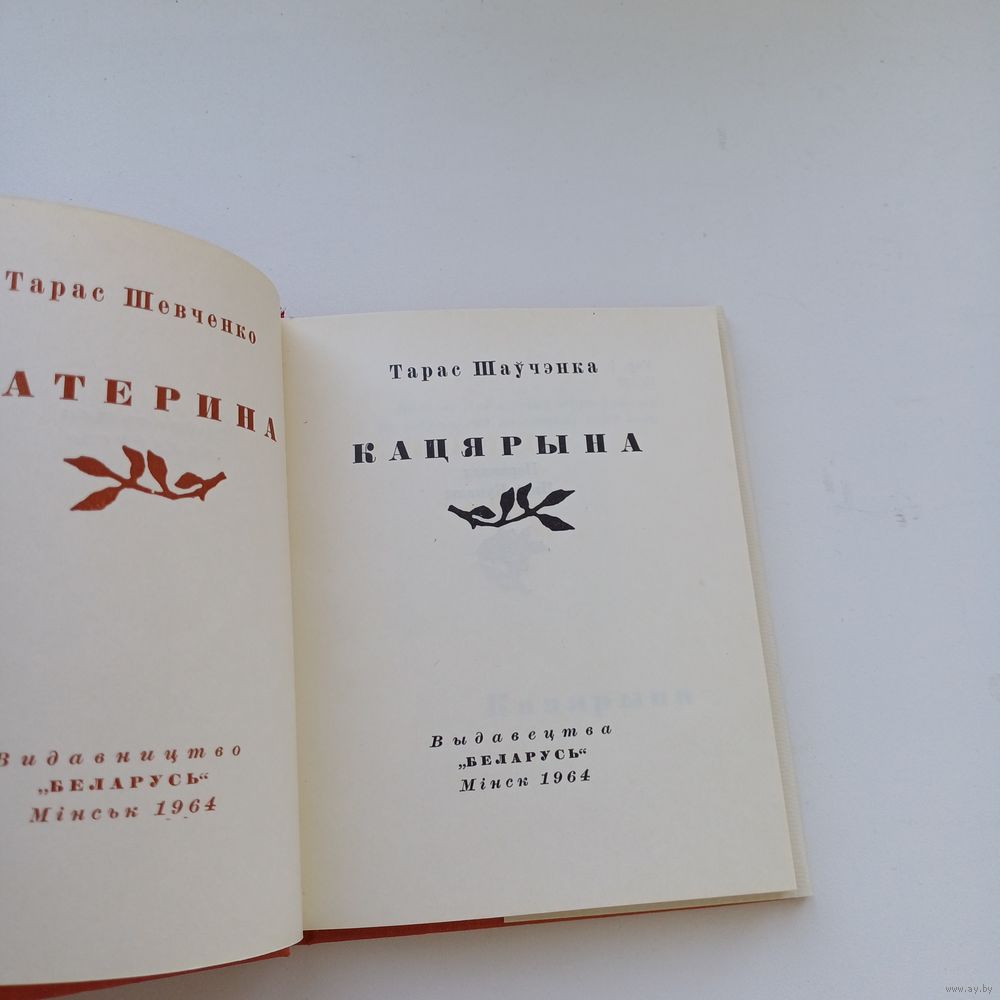 Тарас Шевченко
АТЕРИНА
Видавництво
„БЕЛАРУСЬ“
Мінськ 1964
Тарас Шаўчэнка
КАЦЯРЫНА
Выдавецтва
„БЕЛАРУСЬ“
Мінск 1964
www.ay.by